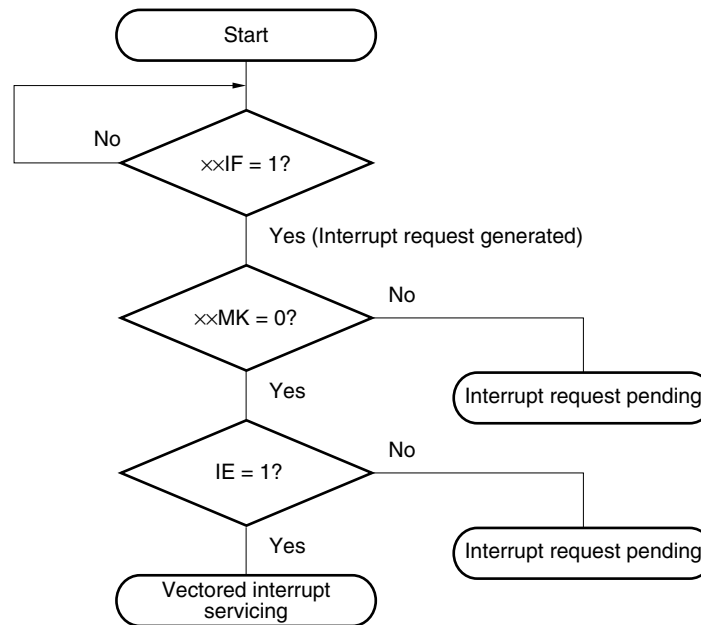 Start
No
××IF = 1?
Yes (Interrupt request generated)
××MK = 0?
No
Interrupt request pending
Yes
IE = 1?
No
Interrupt request pending
Yes
Vectored interrupt
servicing